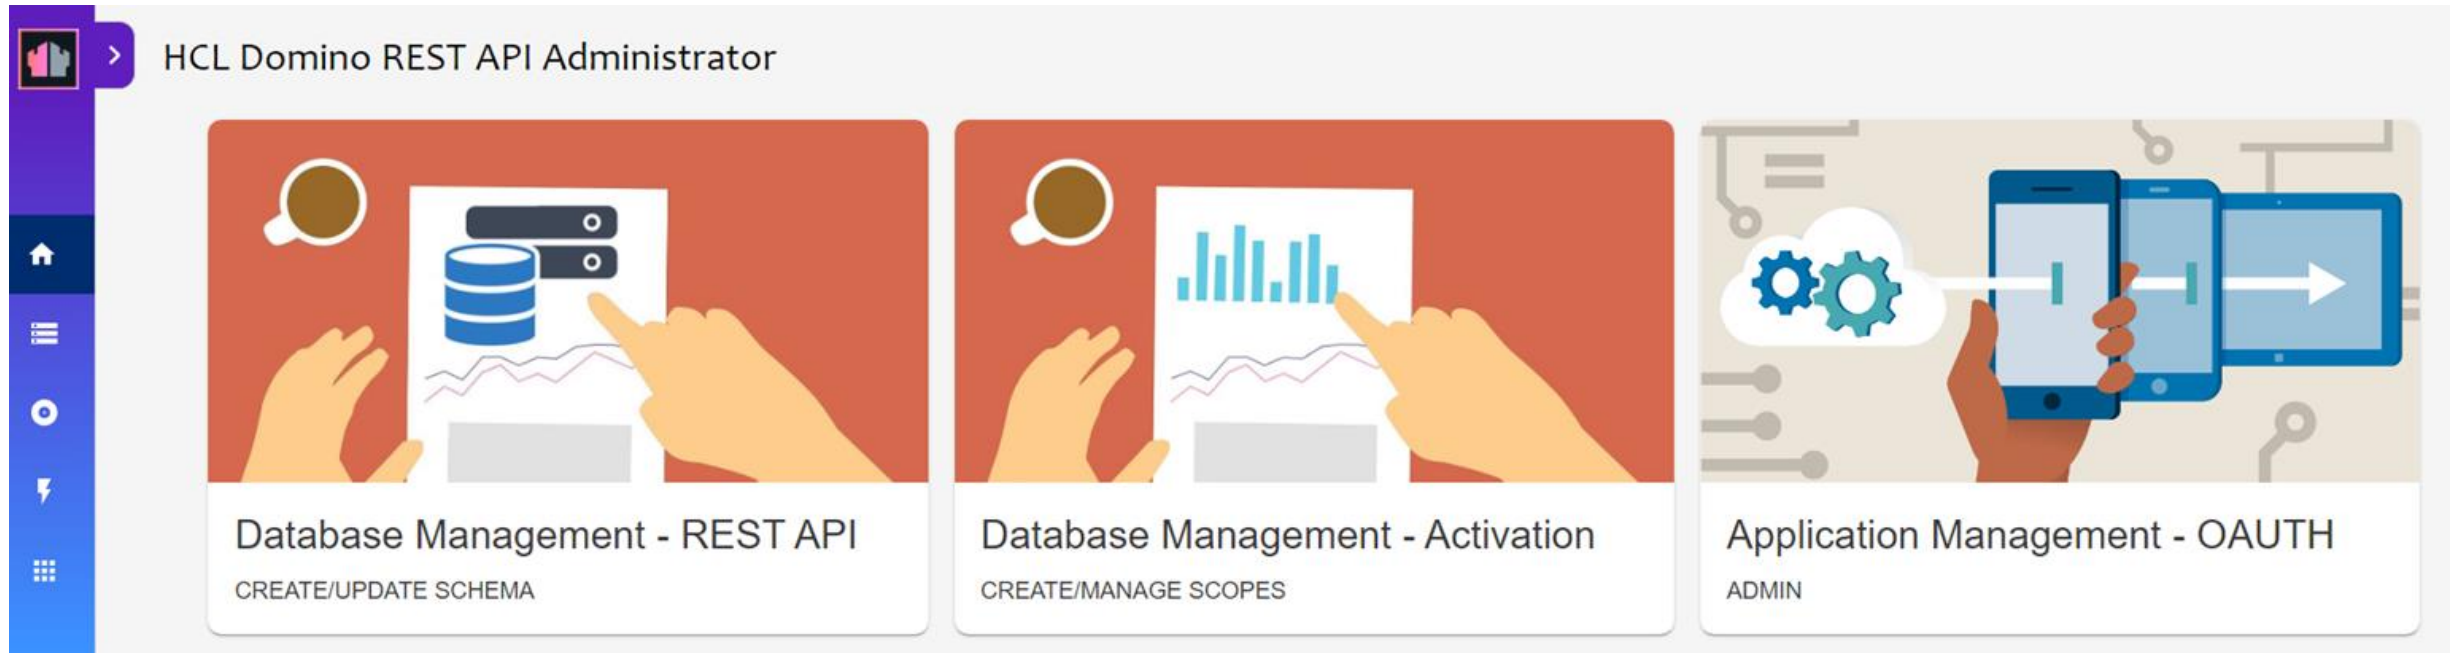 HCL Domino REST API Administrator
Database Management - REST API
CREATE/UPDATE SCHEMA
Database Management - Activation
CREATE/MANAGE SCOPES
Application Management - OAUTH
ADMIN